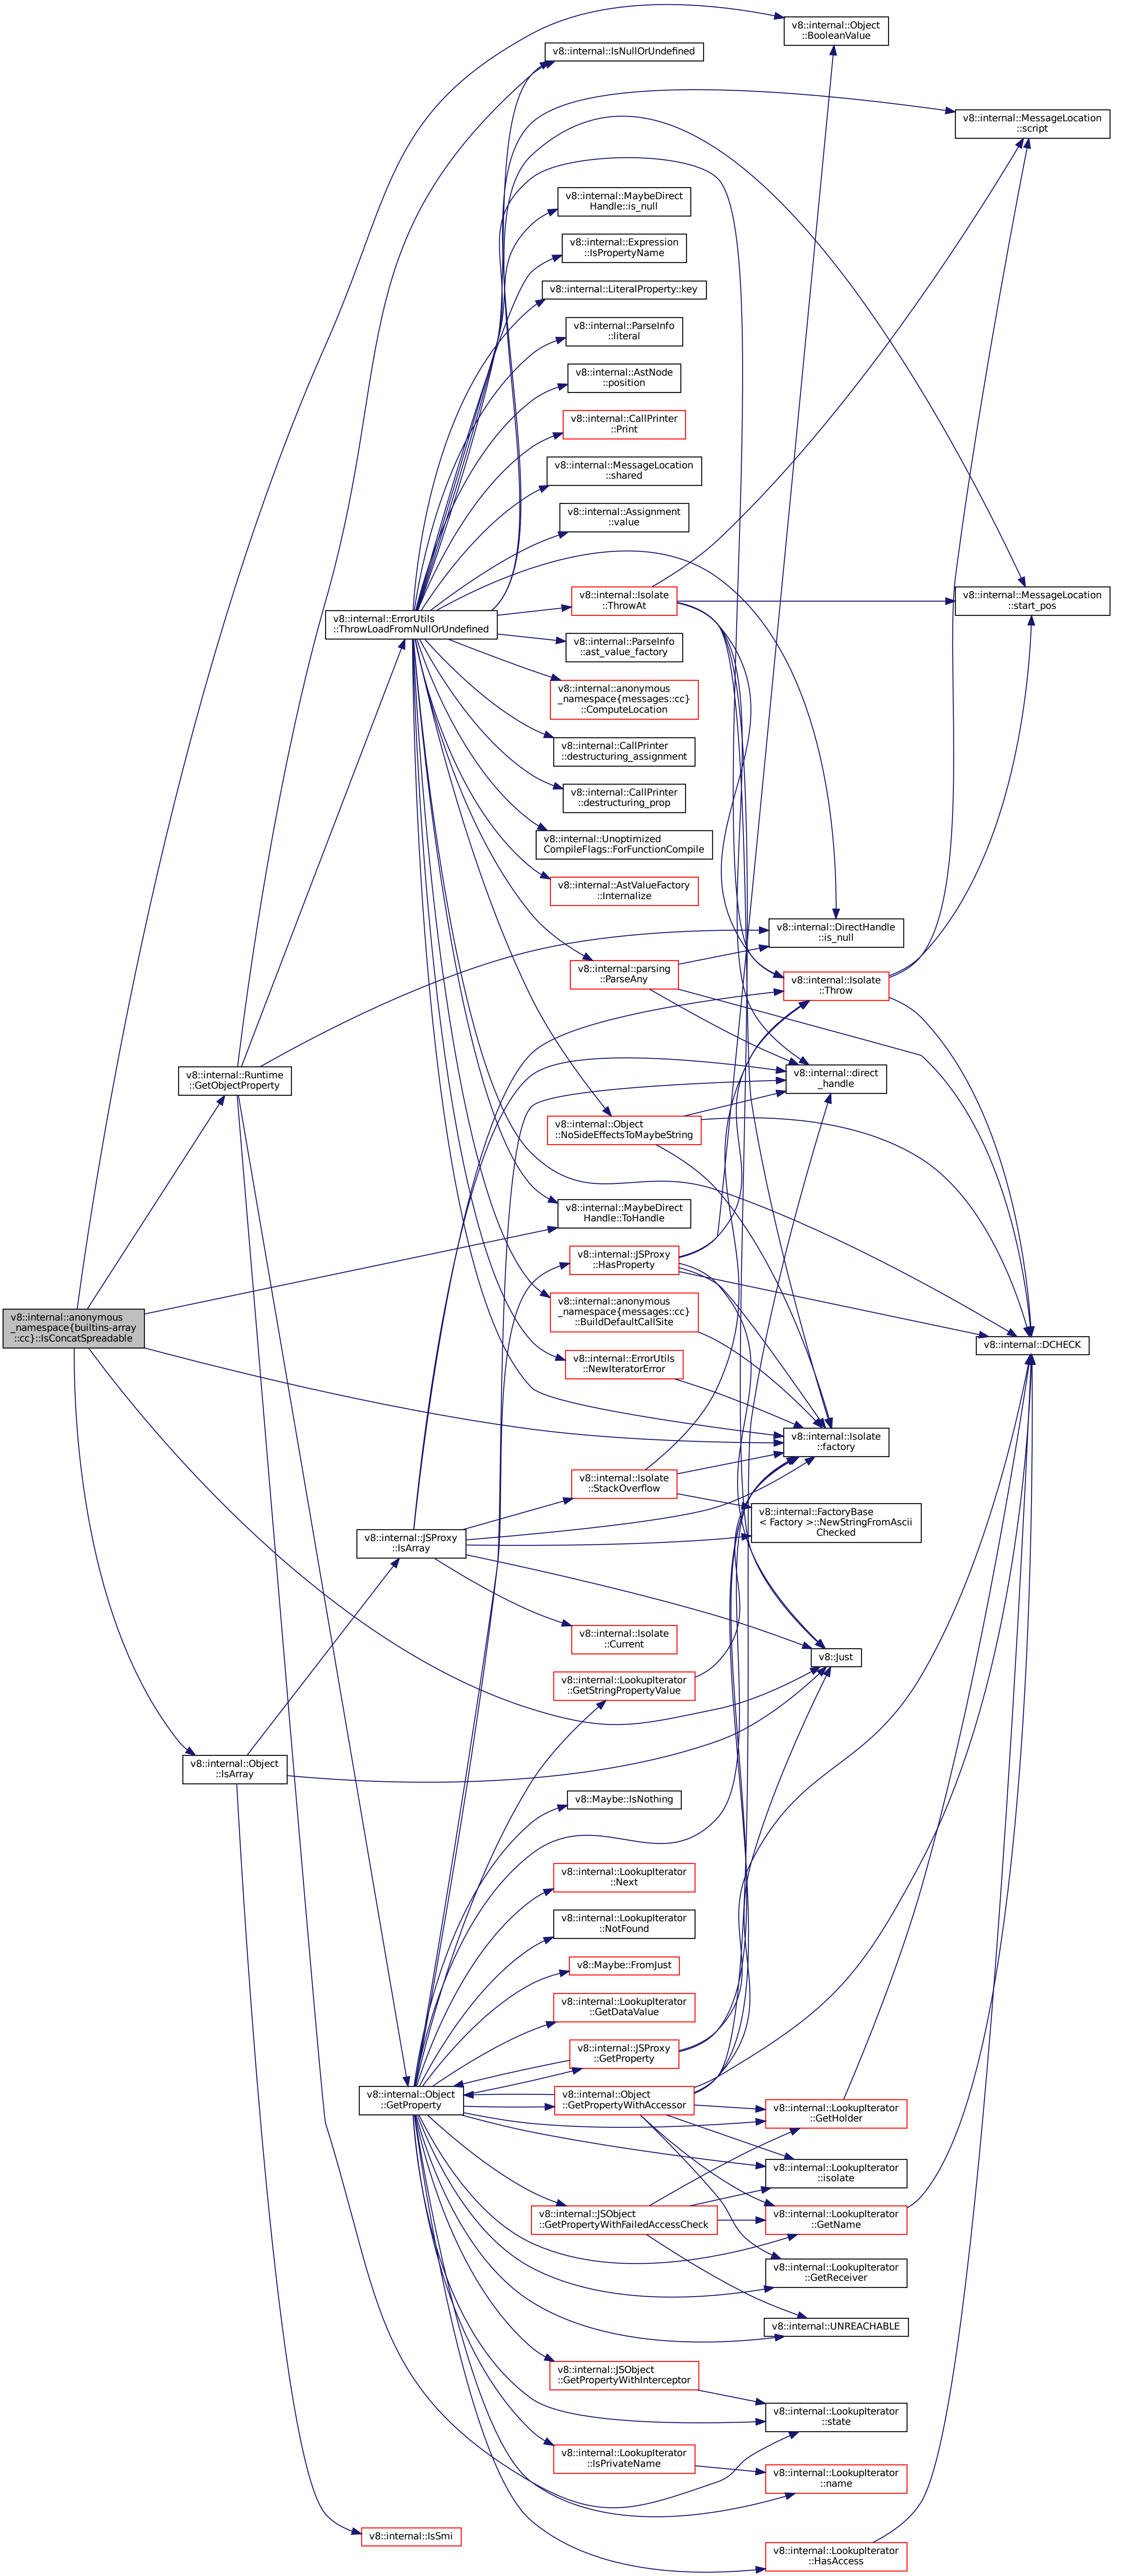 v8::internal::Object
::BooleanValue
v8::internal::IsNullOrUndefined
v8::internal::MessageLocation
::script
v8::internal::MaybeDirect
Handle::is_null
v8::internal::Expression
::IsPropertyName
v8::internal::LiteralProperty::key
v8::internal::ParseInfo
::literal
v8::internal::AstNode
::position
v8::internal::CallPrinter
::Print
v8::internal::MessageLocation
::shared
v8::internal::Assignment
::value
v8::internal::Isolate
::ThrowAt
v8::internal::MessageLocation
::start_pos
v8::internal::ErrorUtils
::ThrowLoadFromNullOrUndefined
v8::internal::ParseInfo
::ast_value_factory
v8::internal::anonymous
_namespace{messages::cc}
::ComputeLocation
v8::internal::CallPrinter
::destructuring_assignment
v8::internal::CallPrinter
::destructuring_prop
v8::internal::Unoptimized
CompileFlags::ForFunctionCompile
v8::internal::AstValueFactory
::Internalize
v8::internal::DirectHandle
::is_null
v8::internal::parsing
::ParseAny
v8::internal::Isolate
::Throw
v8::internal::Runtime
::GetObjectProperty
v8::internal::direct
_handle
v8::internal::Object
::NoSideEffectsToMaybeString
v8::internal::MaybeDirect
Handle::ToHandle
v8::internal::JSProxy
::HasProperty
v8::internal::anonymous
_namespace{builtins-array
::cc}::IsConcatSpreadable
v8::internal::anonymous
_namespace{messages::cc}
::BuildDefaultCallSite
v8::internal::DCHECK
v8::internal::ErrorUtils
::NewIteratorError
v8::internal::Isolate
::factory
v8::internal::Isolate
::StackOverflow
v8::internal::FactoryBase
< Factory >::NewStringFromAscii
Checked
v8::internal::JSProxy
::IsArray
v8::internal::Isolate
::Current
v8::Just
v8::internal::LookupIterator
::GetStringPropertyValue
v8::internal::Object
::IsArray
v8::Maybe::IsNothing
v8::internal::LookupIterator
::Next
v8::internal::LookupIterator
::NotFound
v8::Maybe::FromJust
v8::internal::LookupIterator
::GetDataValue
v8::internal::JSProxy
::GetProperty
v8::internal::Object
::GetProperty
v8::internal::Object
::GetPropertyWithAccessor
v8::internal::LookupIterator
::GetHolder
v8::internal::LookupIterator
::isolate
v8::internal::JSObject
::GetPropertyWithFailedAccessCheck
v8::internal::LookupIterator
::GetName
v8::internal::LookupIterator
::GetReceiver
v8::internal::UNREACHABLE
v8::internal::JSObject
::GetPropertyWithInterceptor
v8::internal::LookupIterator
::state
v8::internal::LookupIterator
::IsPrivateName
v8::internal::LookupIterator
::name
v8::internal::IsSmi
v8::internal::LookupIterator
::HasAccess